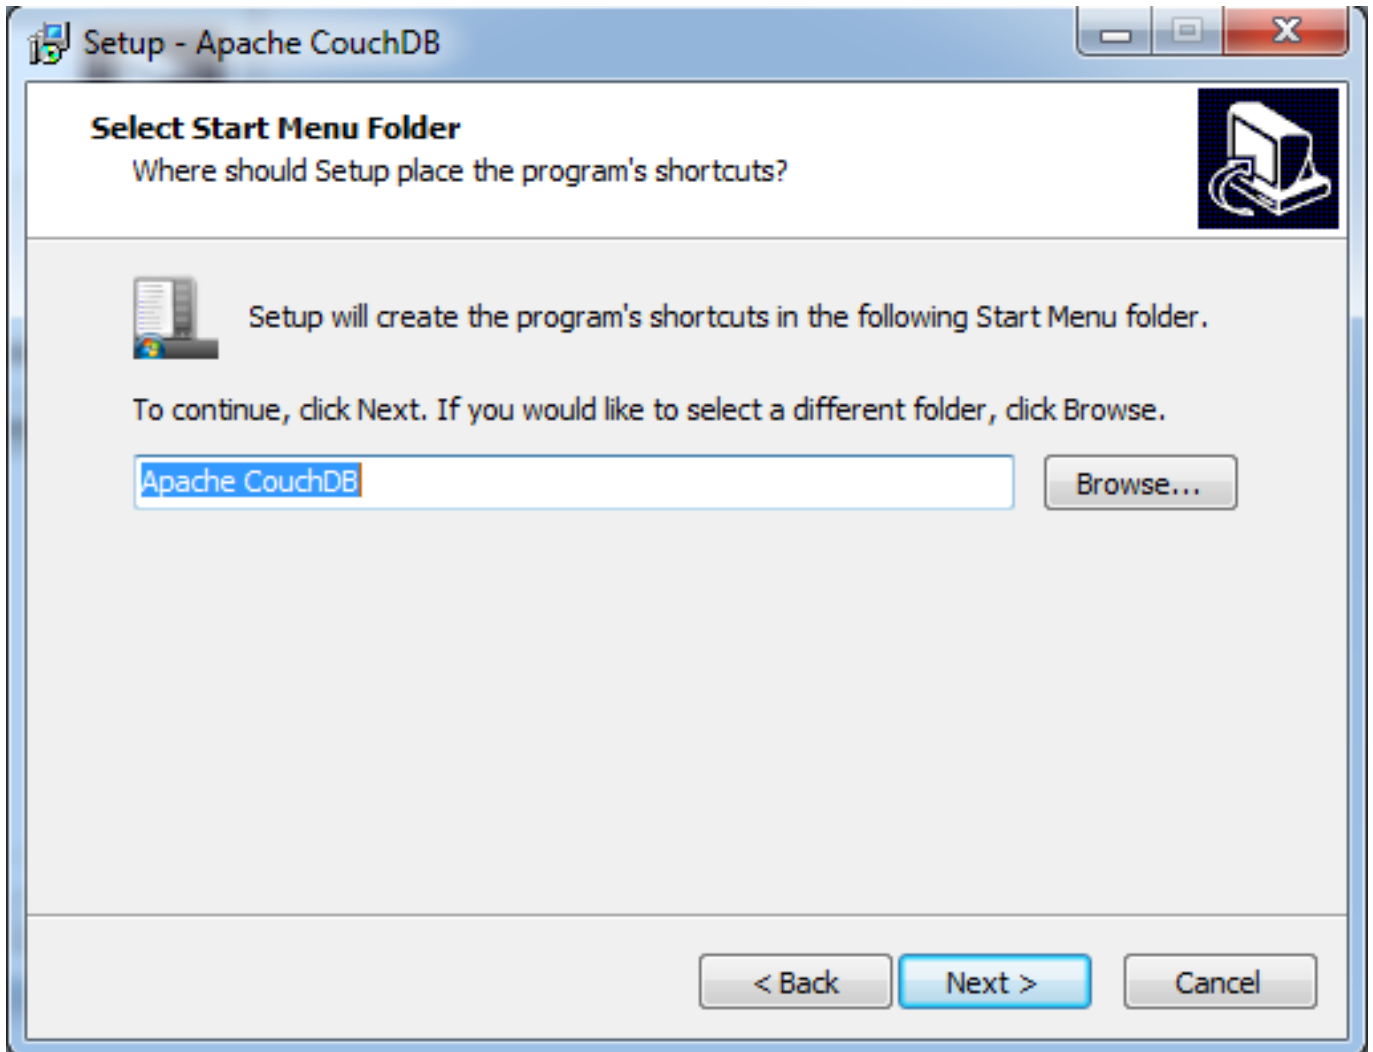 Setup - Apache CouchDB
Select Start Menu Folder
Where should Setup place the program's shortcuts?
Setup will create the program's shortcuts in the following Start Menu folder.
To continue, click Next. If you would like to select a different folder, click Browse.
Apache CouchDB
Browse...
< Back
Next >
Cancel